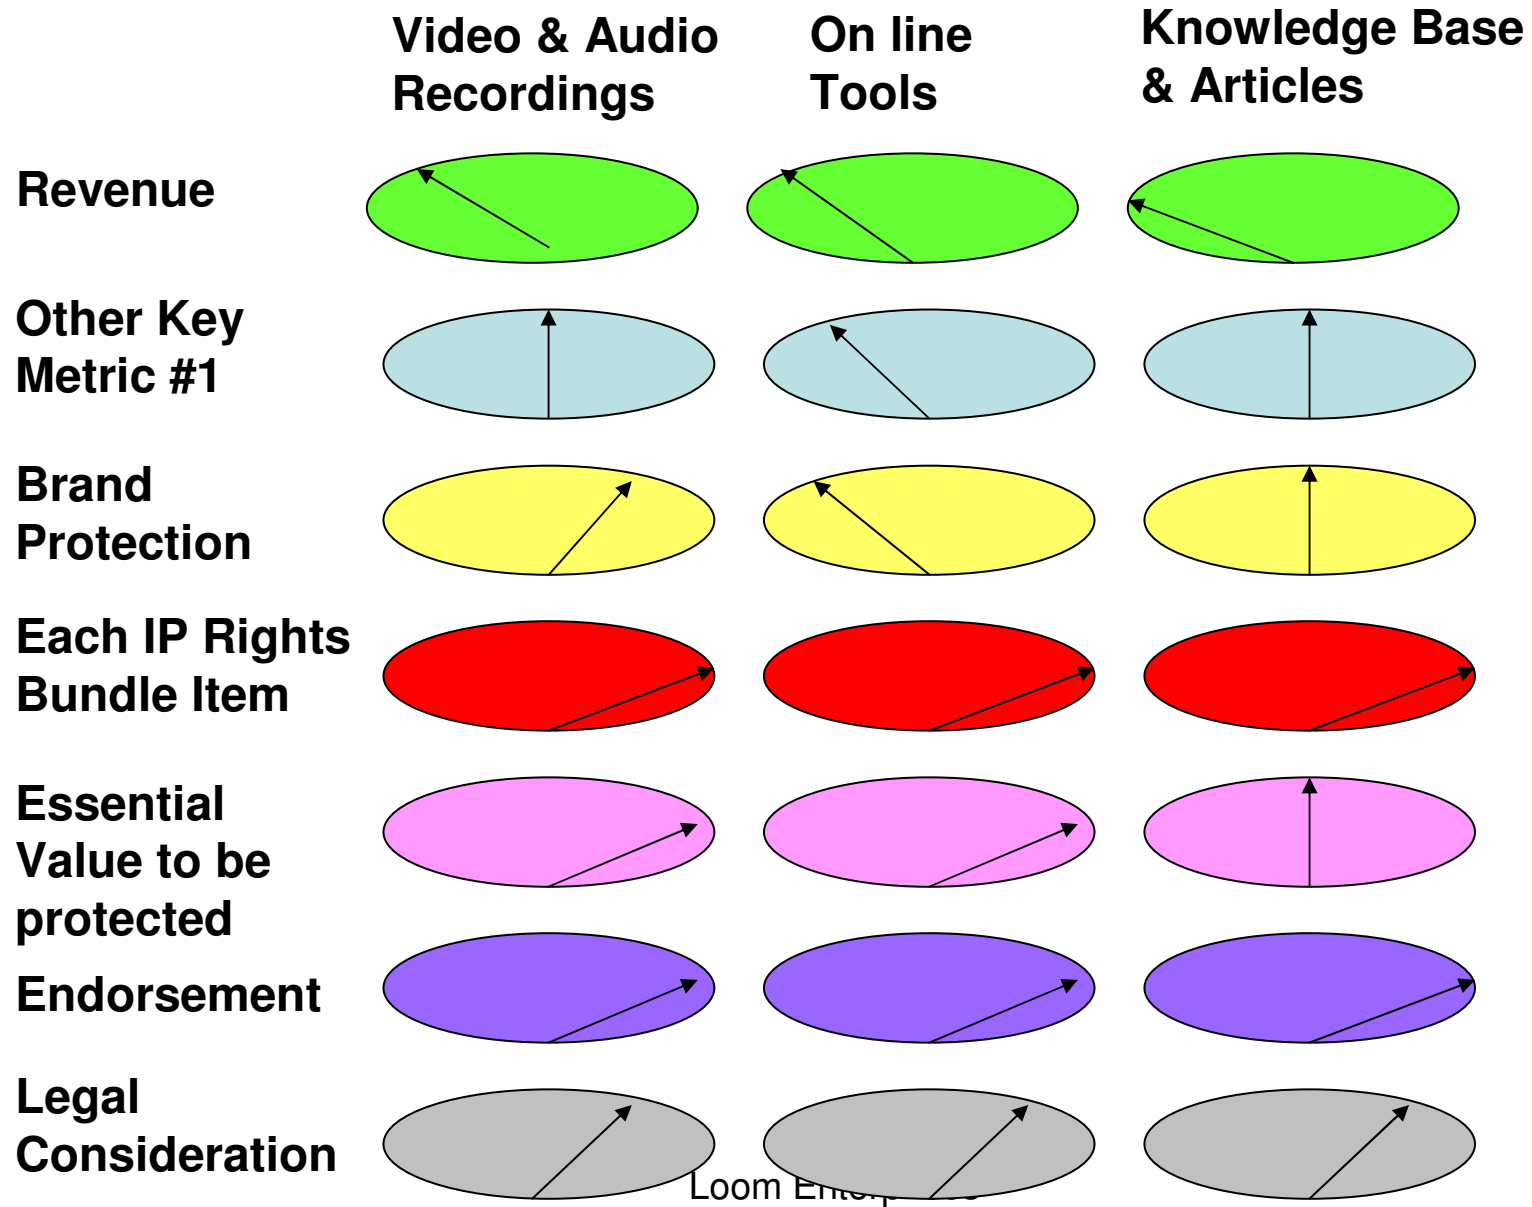 Video & Audio
Recordings
On line
Tools
Knowledge Base
& Articles
Revenue
Other Key
Metric #1
Brand
Protection
Each IP Rights
Bundle Item
Essential
Value to be
protected
Endorsement
Legal
Consideration
Loom